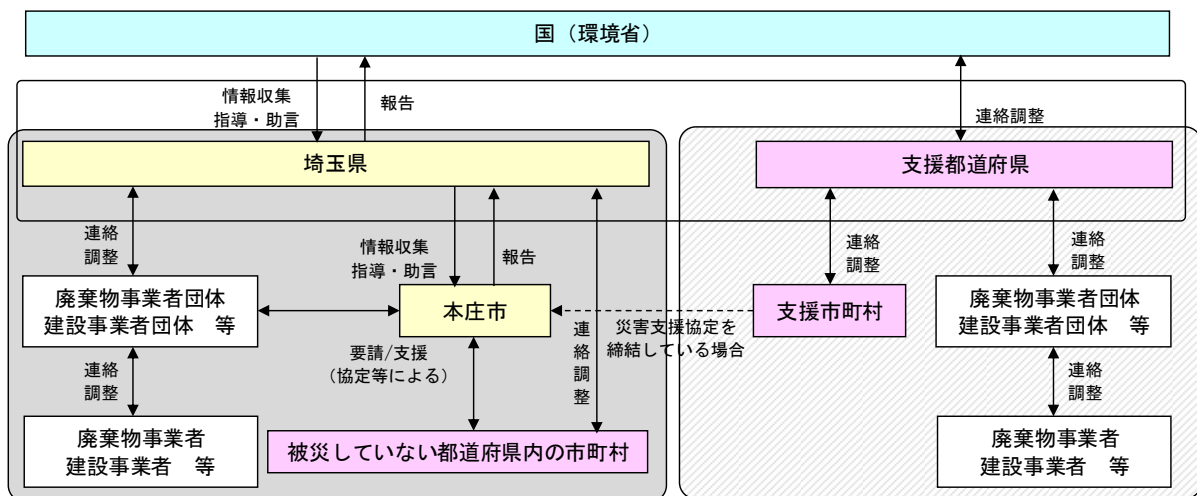 国（環境省）
情報収集
指導・助言
報告
連絡調整
埼玉県
支援都道府県
連絡
調整
情報収集
指導・助言
報告
連絡
調整
連絡
調整
廃棄物事業者団体
建設事業者団体　等
本庄市
支援市町村
廃棄物事業者団体
建設事業者団体　等
災害支援協定を
締結している場合
連絡調整
要請/支援
（協定等による）
連絡
調整
連絡
調整
廃棄物事業者
建設事業者　等
被災していない都道府県内の市町村
廃棄物事業者
建設事業者　等